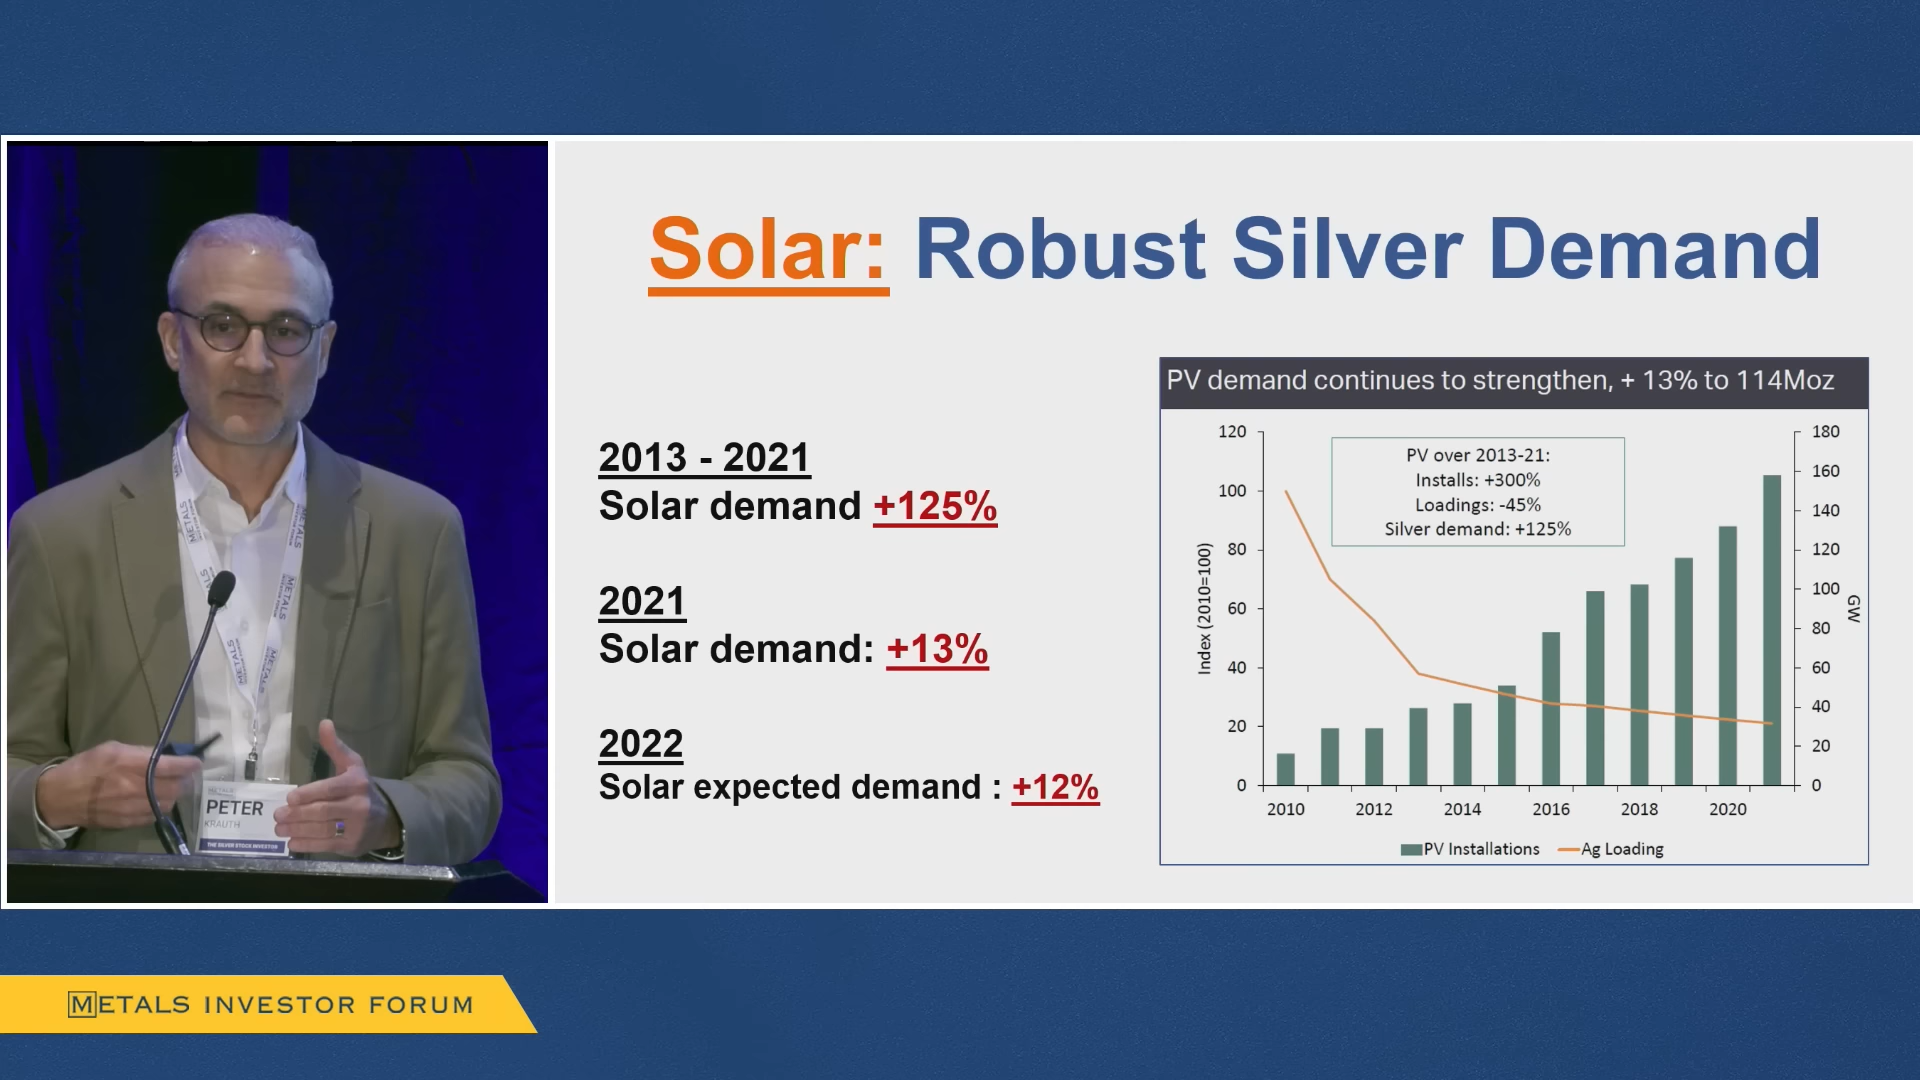 Solar: Robust Silver Demand
2013 - 2021
Solar demand +125%
2021
Solar demand: +13%
2022
Solar expected demand : +12%
PV demand continues to strengthen, + 13% to 114Moz
PV over 2013-21:
Installs: +300%
Loadings: -45%
Silver demand: +125%
120
100
80
60
40
20
0
Index (2010=100)
180
160
140
120
100
80
60
40
20
0
GW
2010 2012 2014 2016 2018 2020
PV Installations Ag Loading
METALS
METALS
METALS
METALS
PETER
KRAUTH
THE SILVER STOCK INVESTOR
METALS INVESTOR FORUM